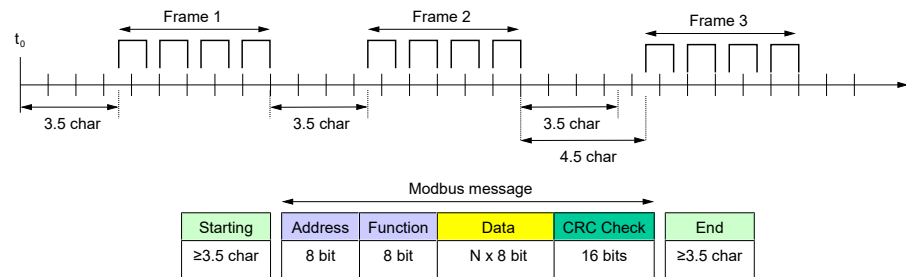 Frame 1 Frame 2 Frame 3
t0
3.5 char 3.5 char 3.5 char
4.5 char
Modbus message
Starting Address Function Data CRC Check End
≥3.5 char 8 bit 8 bit N x 8 bit 16 bits ≥3.5 char